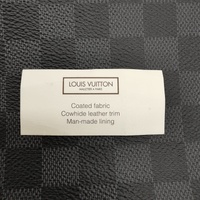 LOUIS VUITTON
MALLETIER À PARIS
Coated fabric
Cowhide leather trim
Man-made lining